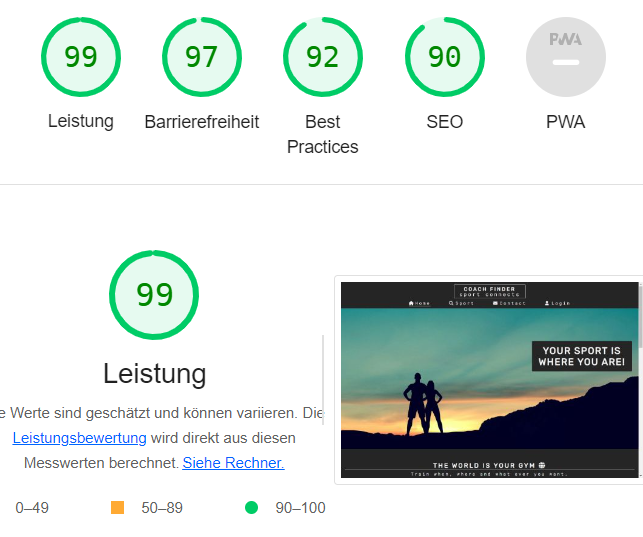 99
97
92
90
PWA
Leistung
Barrierefreiheit
Best
Practices
SEO
PWA
99
Leistung
e Werte sind geschätzt und können variieren. Die
Leistungsbewertung wird direkt aus diesen
Messwerten berechnet. Siehe Rechner.
0–49
50–89
90–100
COACH FINDER
sport connects
Home
Sport
Contact
Login
YOUR SPORT IS
WHERE YOU ARE!
THE WORLD IS YOUR GYM
Train when, where and what ever you want.